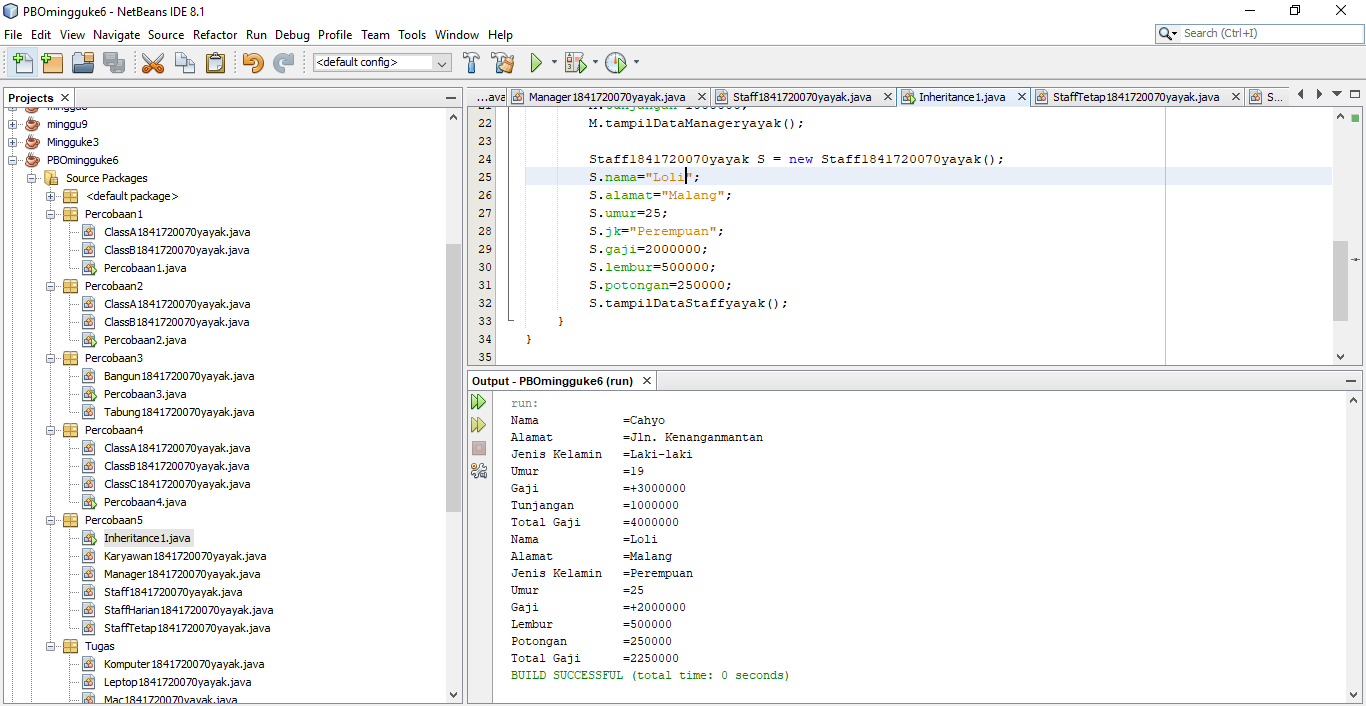 PBOmingguke6 - NetBeans IDE 8.1
File Edit View Navigate Source Refactor Run Debug Profile Team Tools Window Help
Search (Ctrl+I)
<default config>
Projects
minggu9
Mingguke3
PBOmingguke6
Source Packages
<default package>
Percobaan1
ClassA1841720070yayak.java
ClassB1841720070yayak.java
Percobaan1.java
Percobaan2
ClassA1841720070yayak.java
ClassB1841720070yayak.java
Percobaan2.java
Percobaan3
Bangun1841720070yayak.java
Percobaan3.java
Tabung1841720070yayak.java
Percobaan4
ClassA1841720070yayak.java
ClassB1841720070yayak.java
ClassC1841720070yayak.java
Percobaan4.java
Percobaan5
Inheritance1.java
Karyawan1841720070yayak.java
Manager1841720070yayak.java
Staff1841720070yayak.java
StaffHarian1841720070yayak.java
StaffTetap1841720070yayak.java
Tugas
Komputer1841720070yayak.java
Leptop1841720070yayak.java
Mac1841720070yayak.java
...ava Manager1841720070yayak.java Staff1841720070yayak.java Inheritance1.java StaffTetap1841720070yayak.java S...
22 M.tampilDataManageryayak();
23
24 Staff1841720070yayak S = new Staff1841720070yayak();
25 S.nama="Loli";
26 S.alamat="Malang";
27 S.umur=25;
28 S.jk="Perempuan";
29 S.gaji=2000000;
30 S.lembur=500000;
31 S.potongan=250000;
32 S.tampilDataStaffyayak();
33 }
34 }
35
Output - PBOmingguke6 (run)
run:
Nama =Cahyo
Alamat =Jln. Kenanganmantan
Jenis Kelamin =Laki-laki
Umur =19
Gaji =+3000000
Tunjangan =1000000
Total Gaji =4000000
Nama =Loli
Alamat =Malang
Jenis Kelamin =Perempuan
Umur =25
Gaji =+2000000
Lembur =500000
Potongan =250000
Total Gaji =2250000
BUILD SUCCESSFUL (total time: 0 seconds)